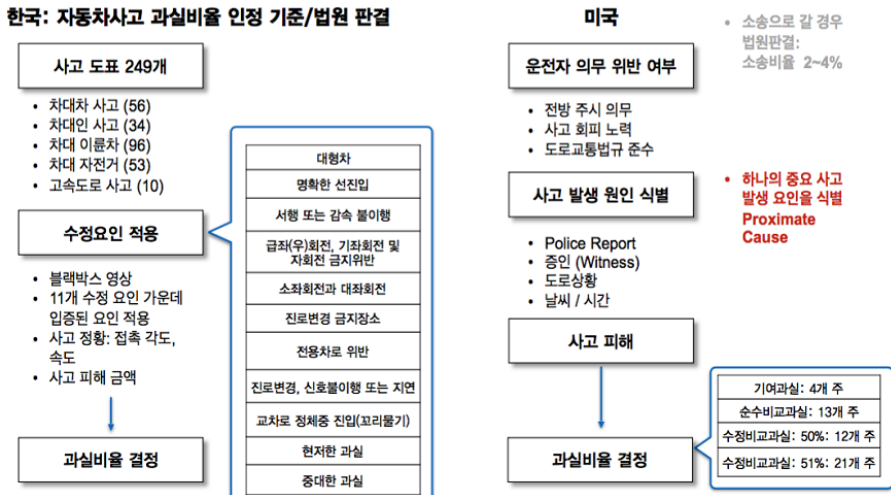 한국: 자동차사고 과실비율 인정 기준/법원 판결
사고 도표 249개
• 차대차 사고 (56)
• 차대인 사고 (34)
• 차대 이륜차 (96)
• 차대 자전거 (53)
• 고속도로 사고 (10)
수정요인 적용
• 블랙박스 영상
• 11개 수정 요인 가운데
입증된 요인 적용
• 사고 정황: 접촉 각도,
속도
• 사고 피해 금액
과실비율 결정
대형차
명확한 선진입
서행 또는 감속 불이행
급좌(우)회전, 기좌회전 및
자회전 금지위반
소좌회전과 대좌회전
진로변경 금지장소
전용차로 위반
진로변경, 신호불이행 또는 지연
교차로 정체중 진입(꼬리물기)
현저한 과실
중대한 과실
미국
운전자 의무 위반 여부
• 전방 주시 의무
• 사고 회피 노력
• 도로교통법규 준수
사고 발생 원인 식별
• Police Report
• 증인 (Witness)
• 도로상황
• 날씨 / 시간
사고 피해
과실비율 결정
기여과실: 4개 주
순수비교과실: 13개 주
수정비교과실: 50%: 12개 주
수정비교과실: 51%: 21개 주
• 소송으로 갈 경우
법원판결:
소송비율 2~4%
• 하나의 중요 사고
발생 요인을 식별
Proximate
Cause